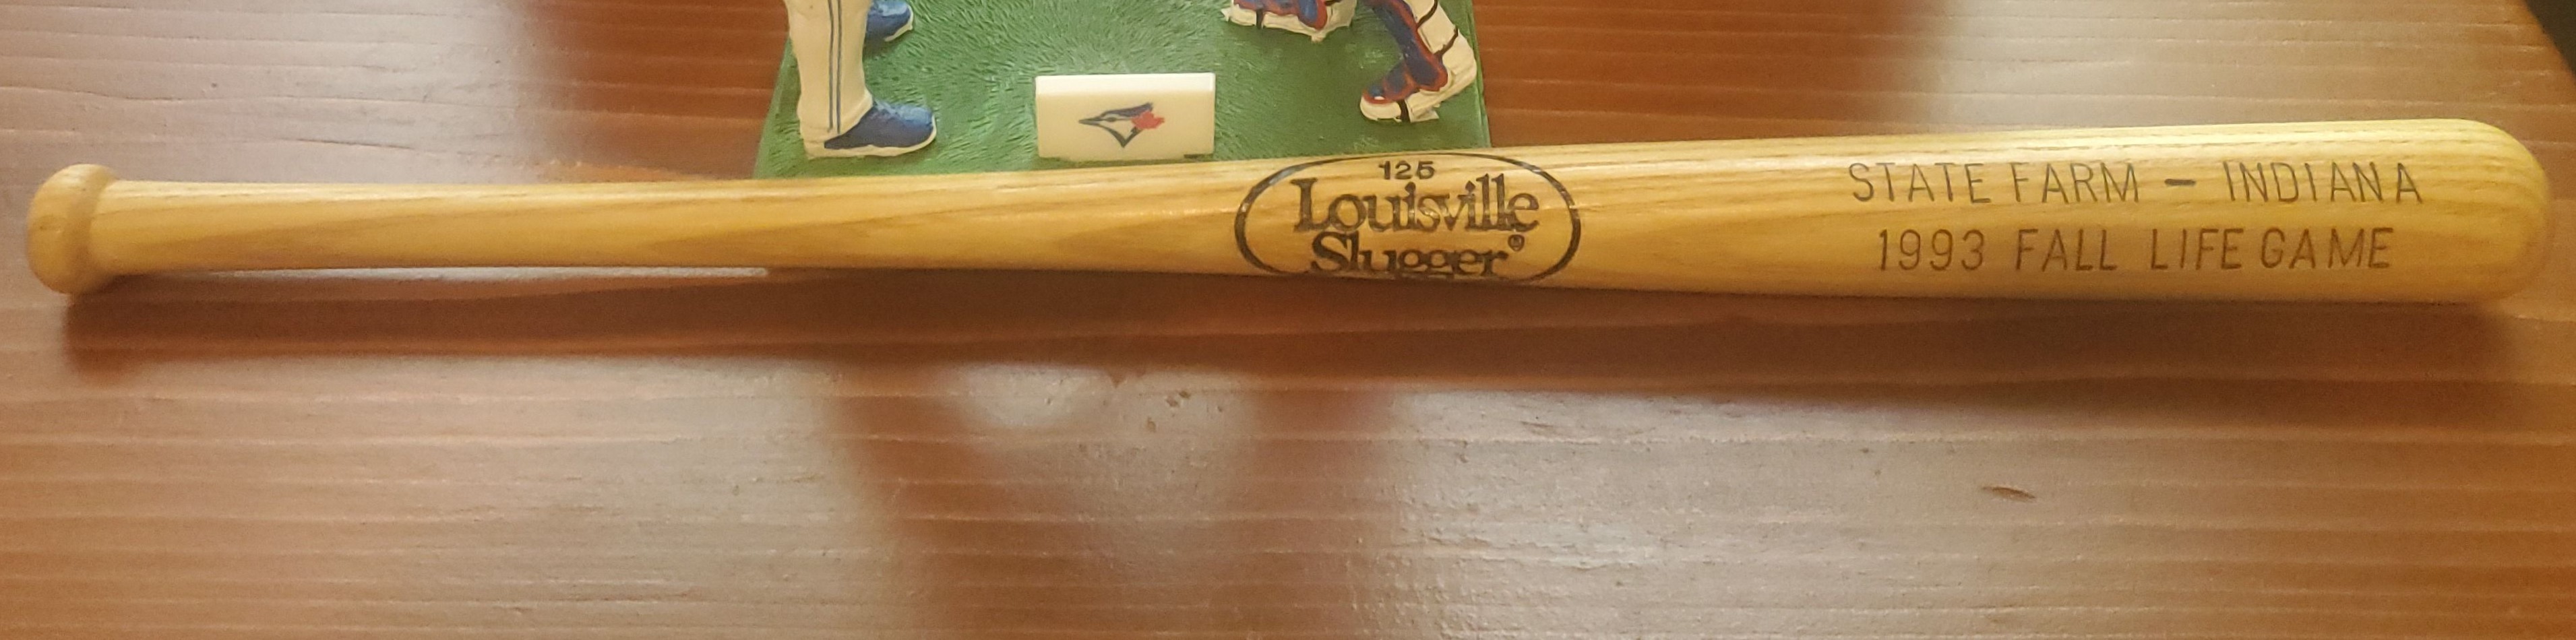 125
Louisville
Slugger®
STATE FARM - INDIANA
1993 FALL LIFE GAME